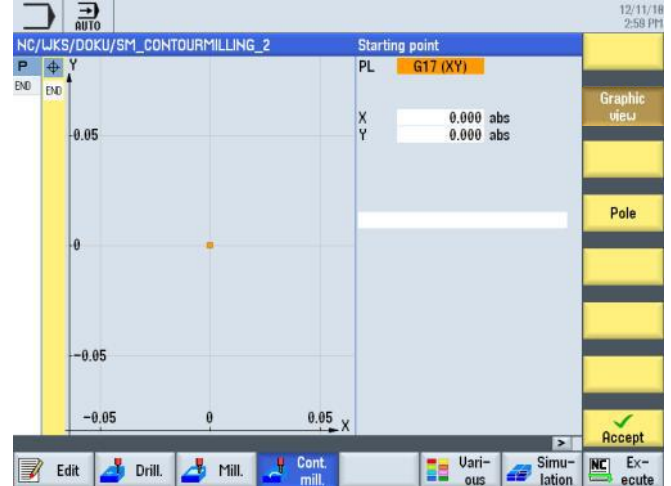 AUTO
12/11/18
2:59 PM
NC/WKS/DOKU/SM_CONTOURMILLING_2
Starting point
P
END
END
Y
0.05
0
-0.05
-0.05
0
0.05
X
PL
G17 (XY)
X
0.000 abs
Y
0.000 abs
Graphic
view
Pole
Accept
>
Edit
Drill.
Mill.
Cont.
mill.
Vari-
ous
Simu-
lation
NC
Ex-
ecute